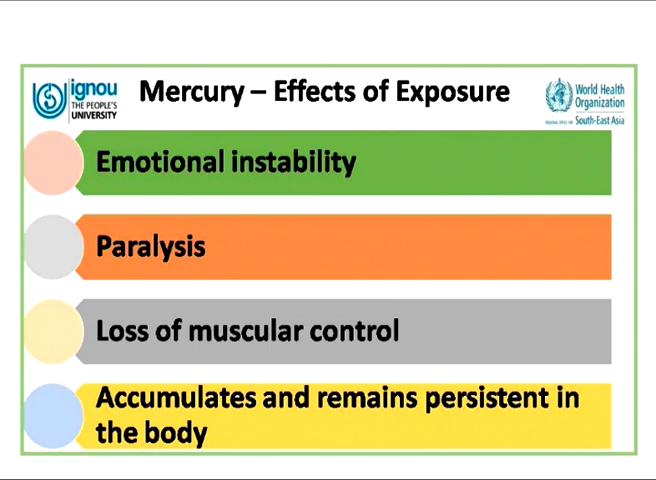 ignou
THE PEOPLE'S
UNIVERSITY
Mercury – Effects of Exposure
World Health
Organization
South-East Asia
Emotional instability
Paralysis
Loss of muscular control
Accumulates and remains persistent in
the body